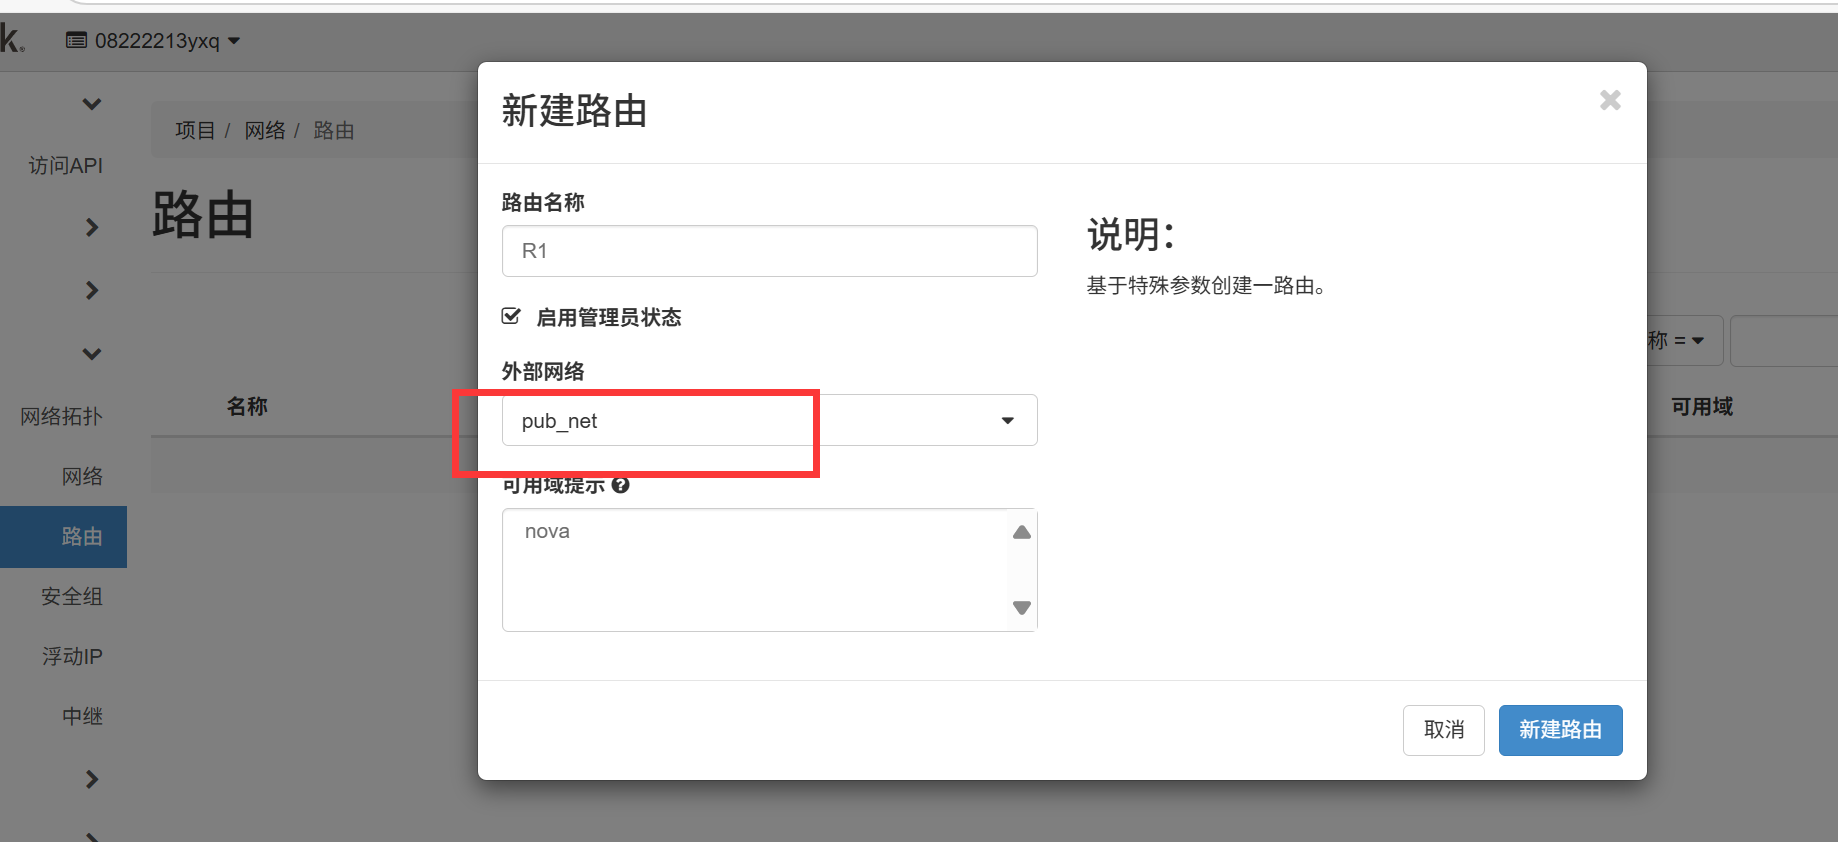 k.
08222213yxq
项目 / 网络 / 路由
访问API
路由
网络拓扑
网络
路由
安全组
浮动IP
中继
名称
称 =
可用域
新建路由
路由名称
R1
启用管理员状态
外部网络
pub_net
可用域提示
nova
说明：
基于特殊参数创建一路由。
取消
新建路由